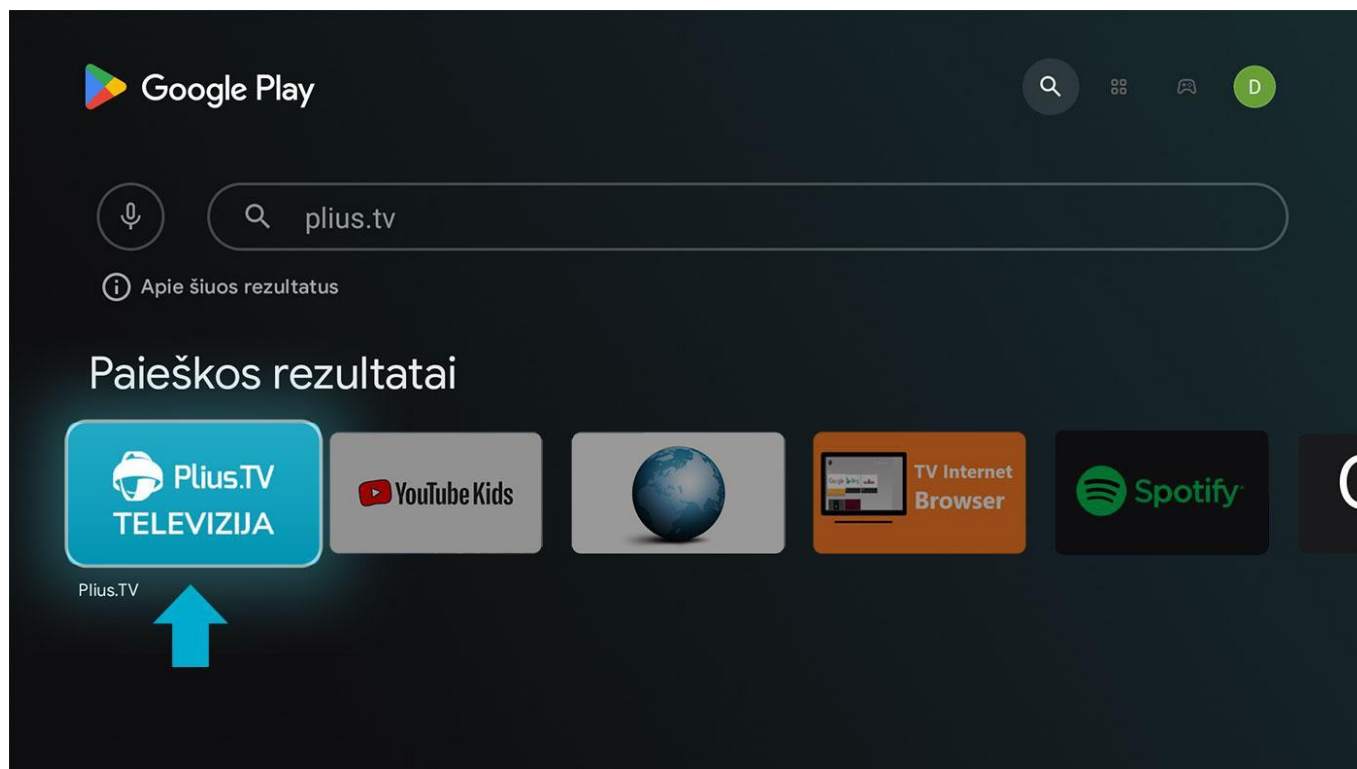 Google Play
D
plius.tv
Apie šiuos rezultatus
Paieškos rezultatai
Plius.TV
TELEVIZIJA
YouTube Kids
TV Internet
Browser
Spotify
Plius.TV